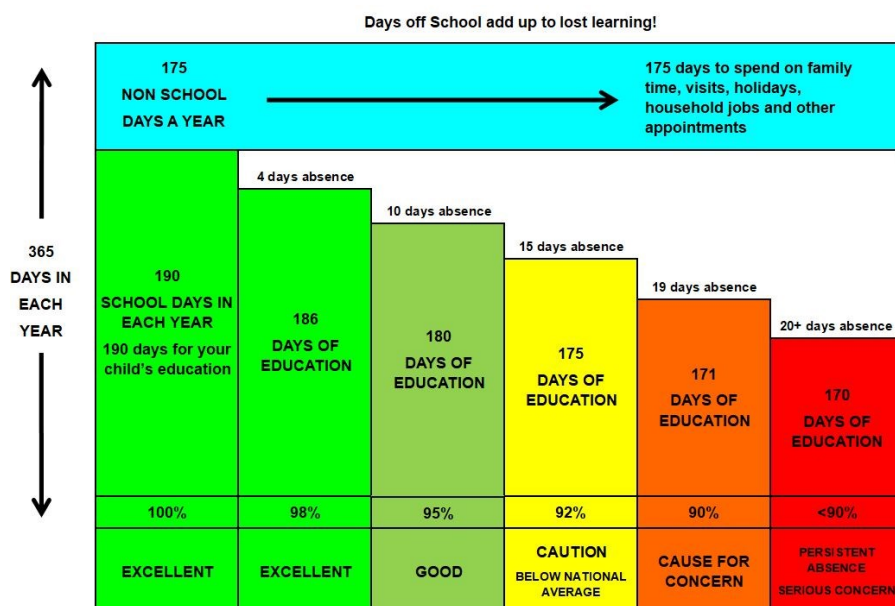 Days off School add up to lost learning!
175
NON SCHOOL
DAYS A YEAR
175 days to spend on family
time, visits, holidays,
household jobs and other
appointments
365
DAYS IN
EACH
YEAR
190
SCHOOL DAYS IN
EACH YEAR
190 days for your
child's education
4 days absence
186
DAYS OF
EDUCATION
10 days absence
180
DAYS OF
EDUCATION
15 days absence
175
DAYS OF
EDUCATION
19 days absence
171
DAYS OF
EDUCATION
20+ days absence
170
DAYS OF
EDUCATION
100%
98%
95%
92%
90%
<90%
EXCELLENT
EXCELLENT
GOOD
CAUTION
BELOW NATIONAL
AVERAGE
CAUSE FOR
CONCERN
PERSISTENT
ABSENCE
SERIOUS CONCERN